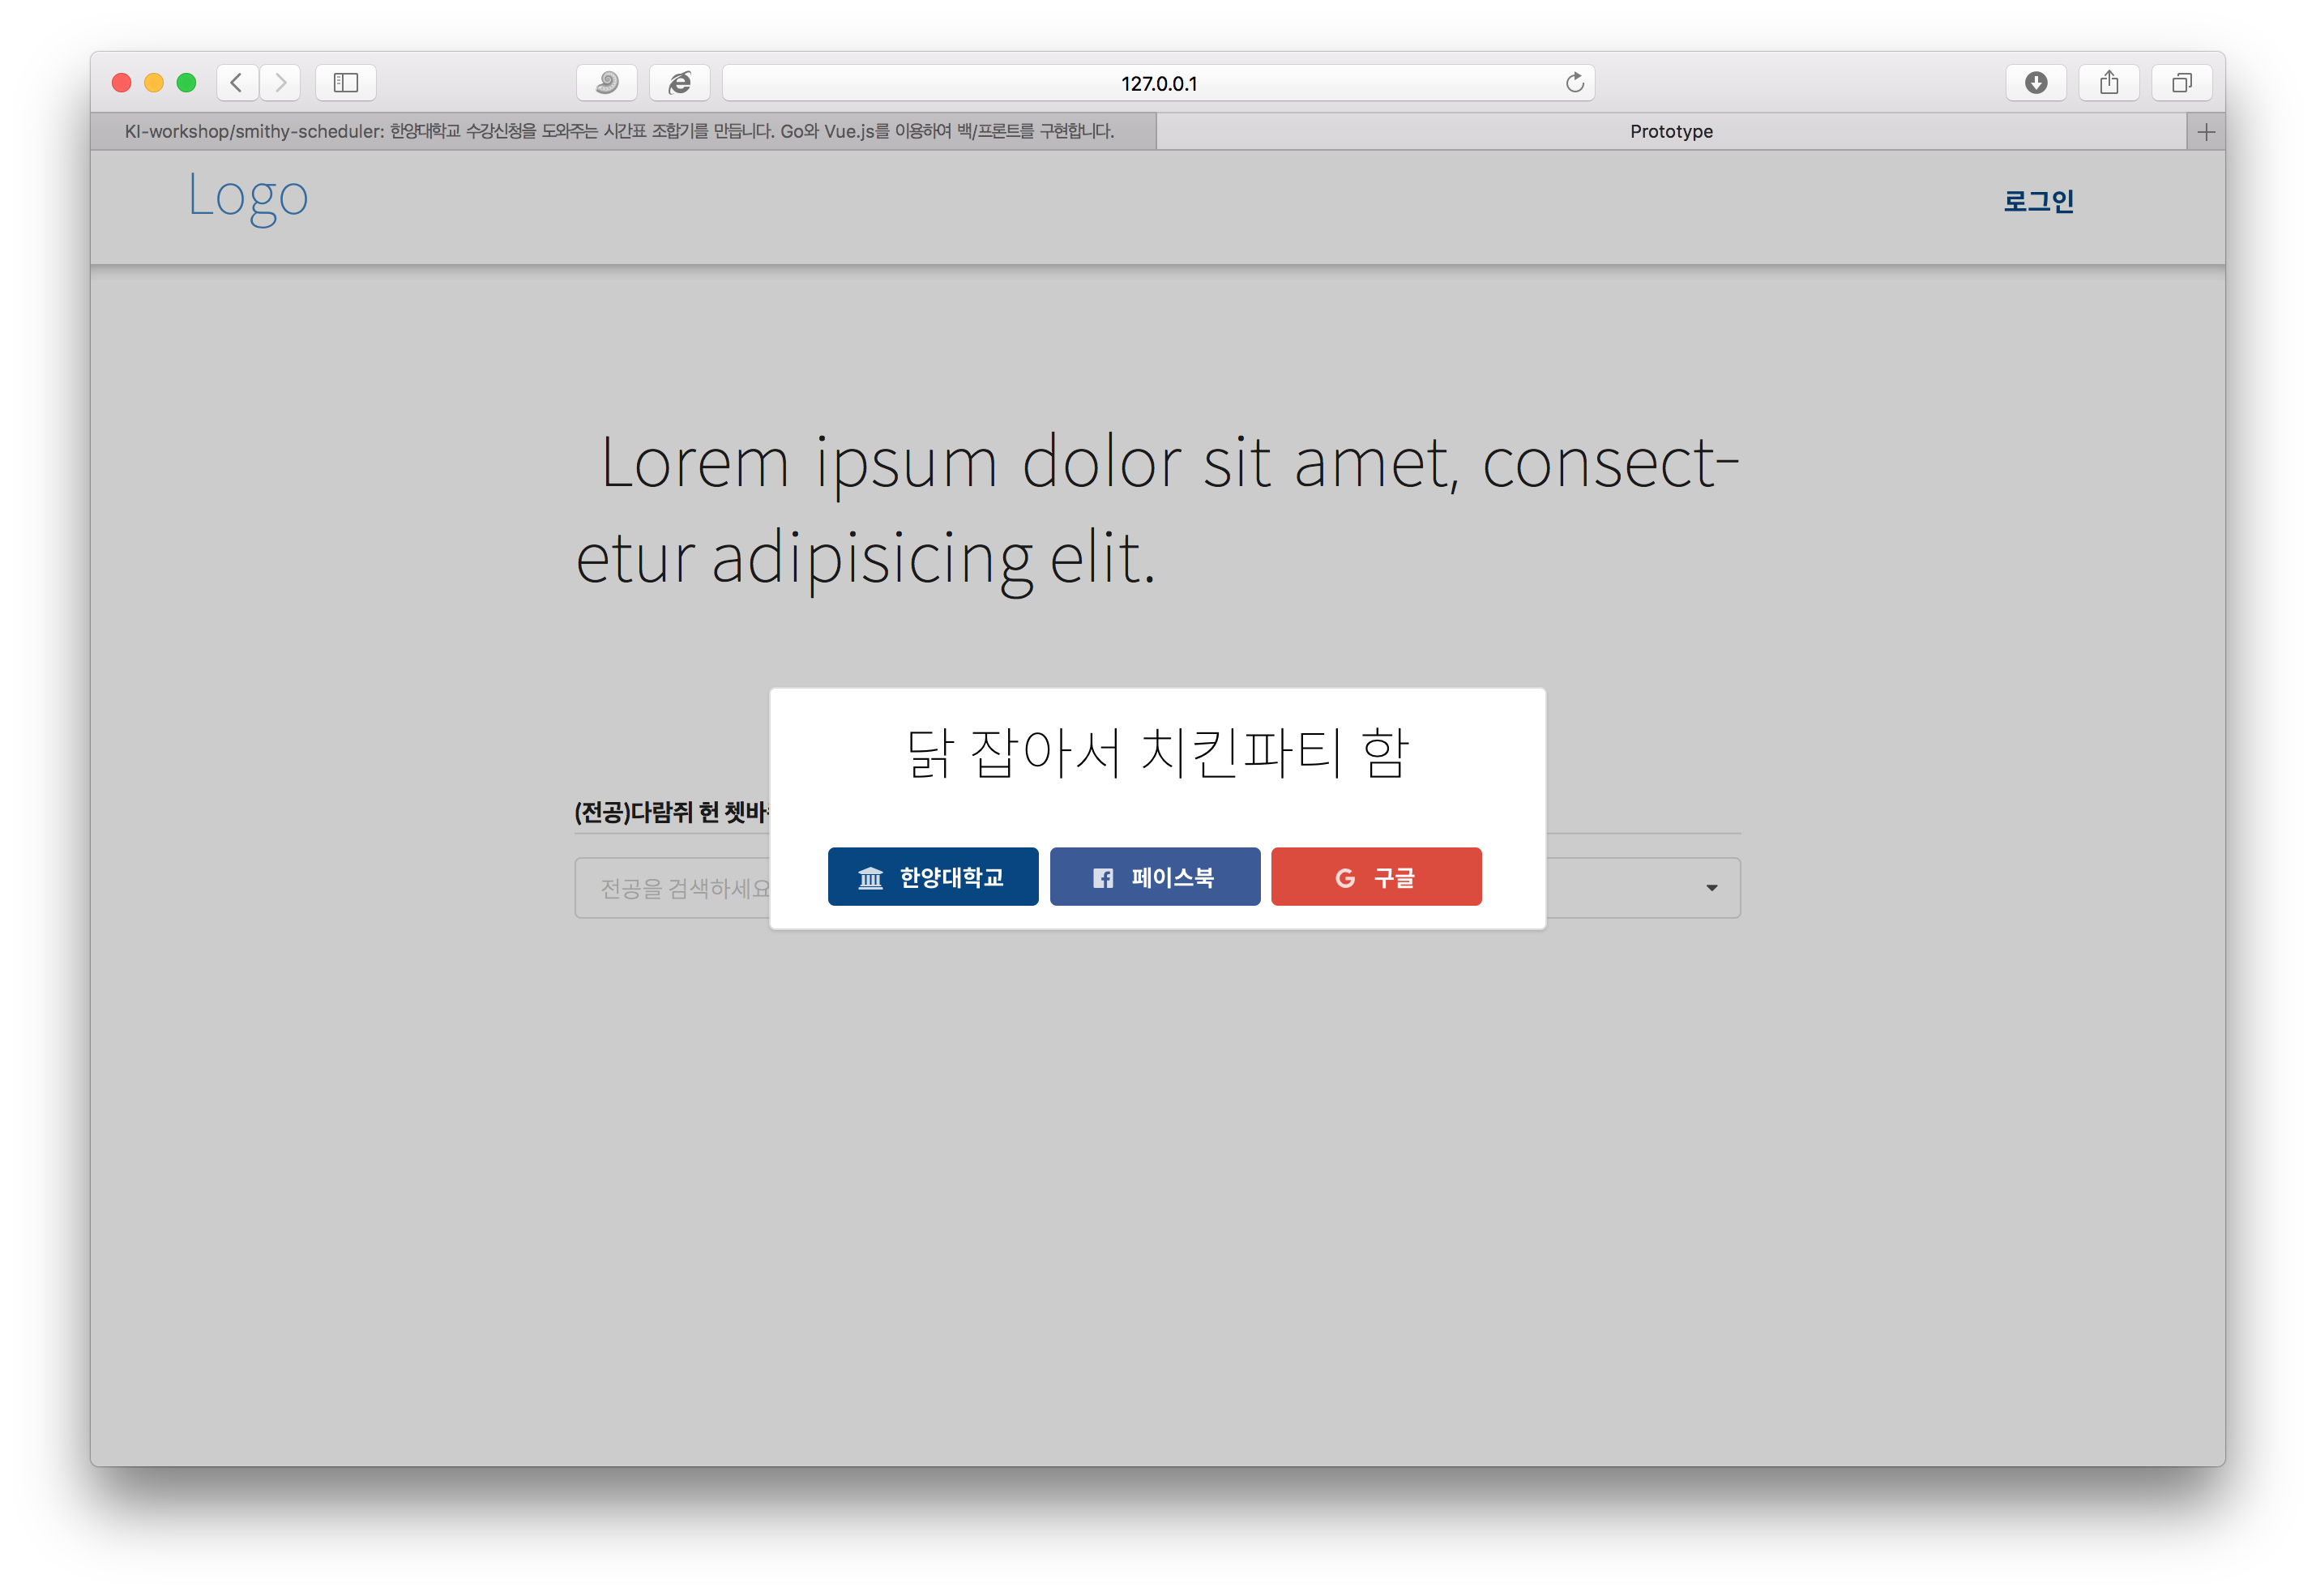 127.0.0.1
KI-workshop/smithy-scheduler: 한양대학교 수강신청을 도와주는 시간표 조합기를 만듭니다. Go와 Vue.js를 이용하여 백/프론트를 구현합니다.
Prototype
Logo
로그인
Lorem ipsum dolor sit amet, consect-
etur adipisicing elit.
닭 잡아서 치킨파티 함
(전공)다람쥐 헌 쳇바
한양대학교
페이스북
구글
전공을 검색하세요